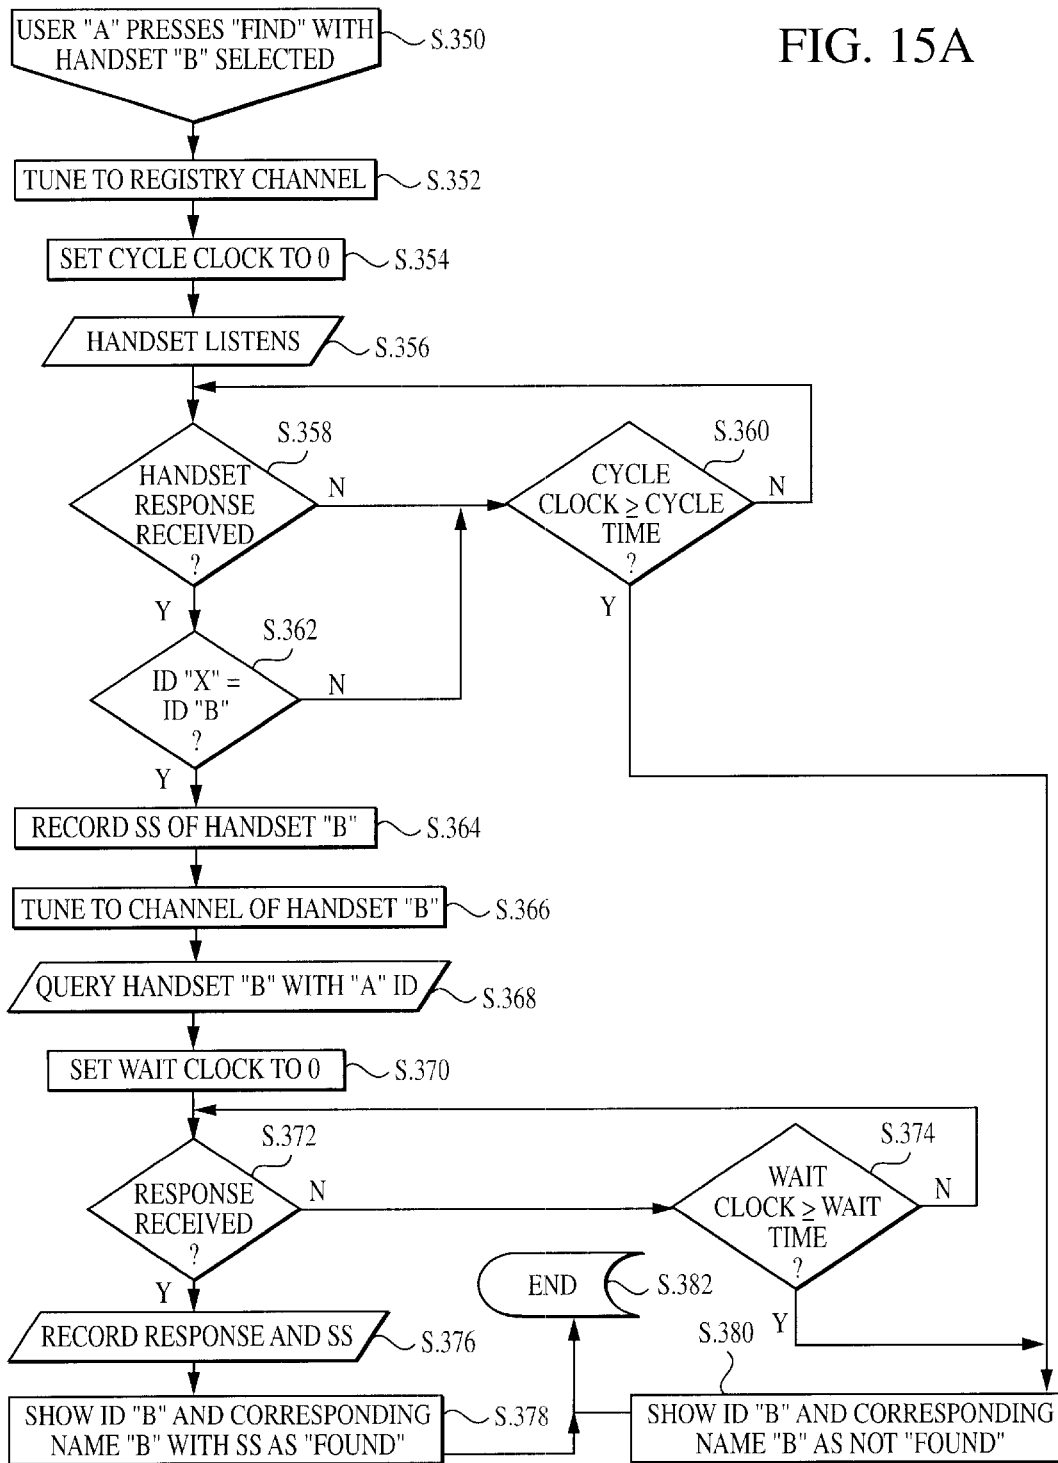 FIG. 15A
USER "A" PRESSES "FIND" WITH
HANDSET "B" SELECTED
S.350
TUNE TO REGISTRY CHANNEL
S.352
SET CYCLE CLOCK TO 0
S.354
HANDSET LISTENS
S.356
S.358
HANDSET
RESPONSE
RECEIVED
?
N
Y
S.360
CYCLE
CLOCK ≥ CYCLE
TIME
?
N
Y
S.362
ID "X" =
ID "B"
?
N
Y
RECORD SS OF HANDSET "B"
S.364
TUNE TO CHANNEL OF HANDSET "B"
S.366
QUERY HANDSET "B" WITH "A" ID
S.368
SET WAIT CLOCK TO 0
S.370
S.372
RESPONSE
RECEIVED
?
N
Y
S.374
WAIT
CLOCK ≥ WAIT
TIME
?
N
Y
END
S.382
RECORD RESPONSE AND SS
S.376
S.380
SHOW ID "B" AND CORRESPONDING
NAME "B" WITH SS AS "FOUND"
S.378
SHOW ID "B" AND CORRESPONDING
NAME "B" AS NOT "FOUND"